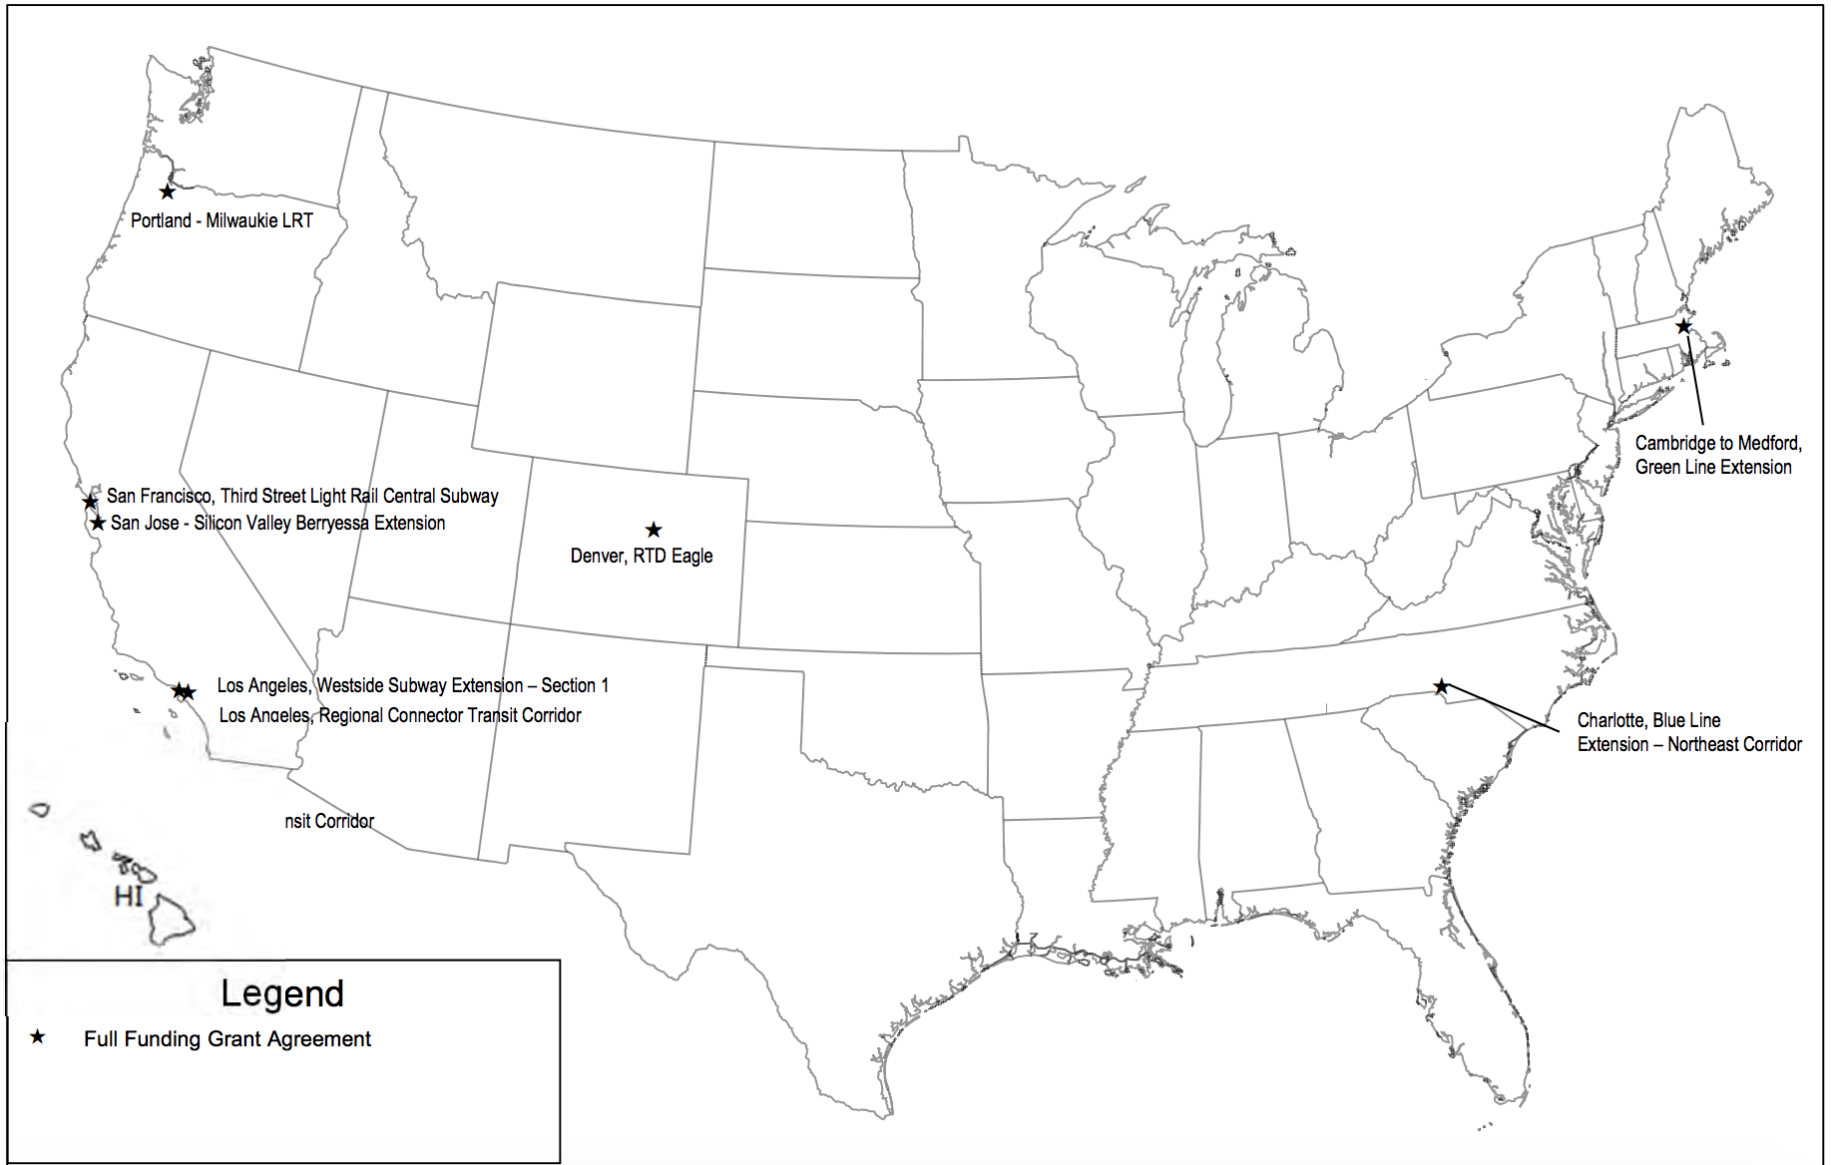 Portland - Milwaukie LRT
Cambridge to Medford,
Green Line Extension
San Francisco, Third Street Light Rail Central Subway
San Jose - Silicon Valley Berryessa Extension
Denver, RTD Eagle
Los Angeles, Westside Subway Extension – Section 1
Los Angeles, Regional Connector Transit Corridor
Charlotte, Blue Line
Extension – Northeast Corridor
nsit Corridor
HI
Legend
★ Full Funding Grant Agreement